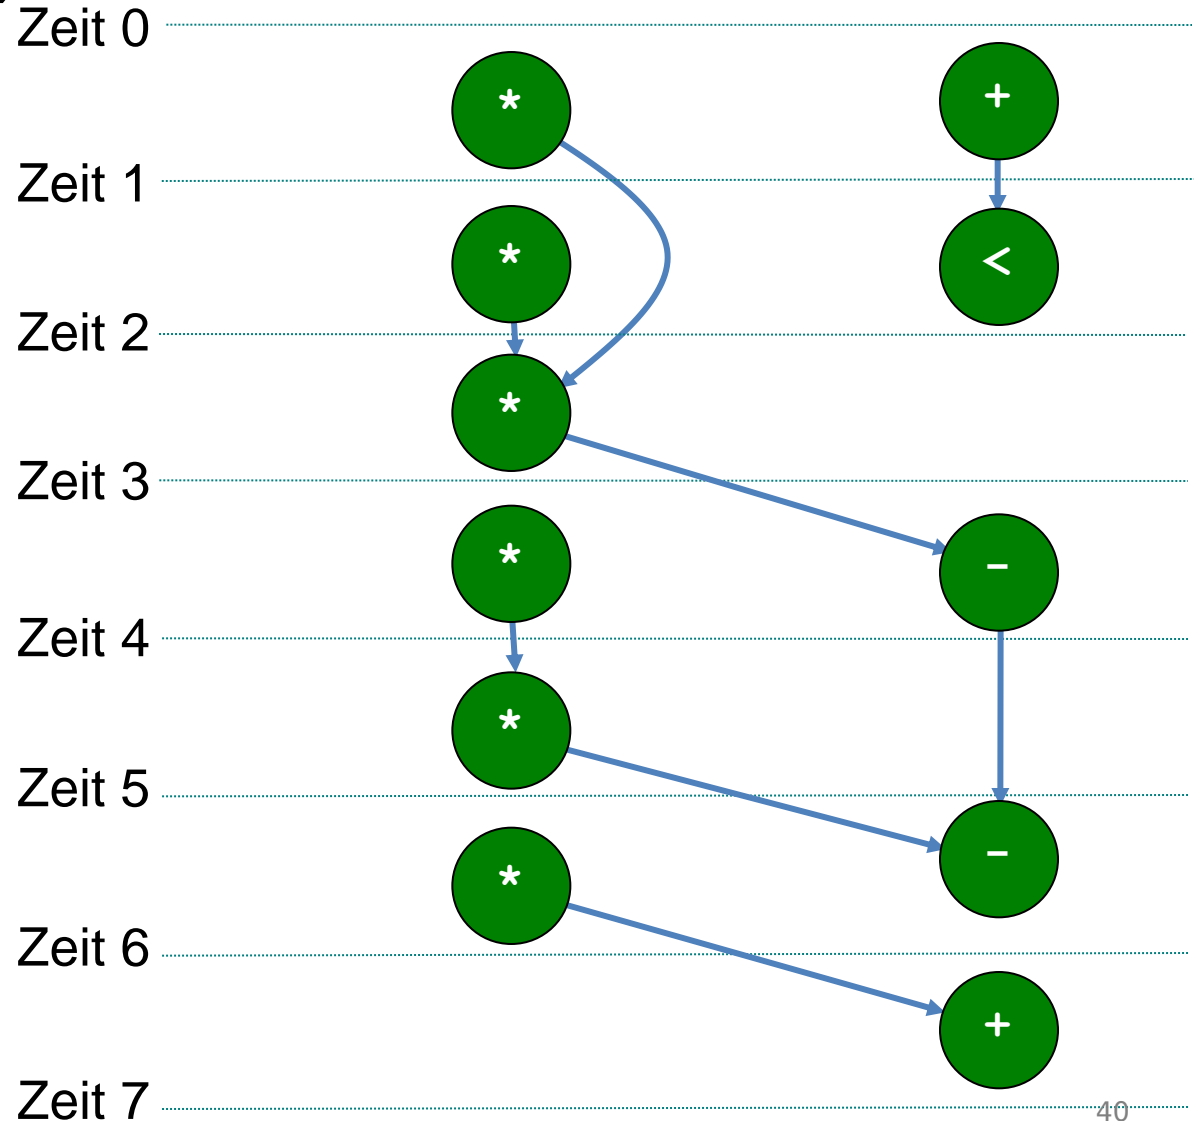 Zeit 0
* +
Zeit 1
* <
Zeit 2
*
Zeit 3
* −
Zeit 4
*
Zeit 5
* −
Zeit 6
+
Zeit 7
40